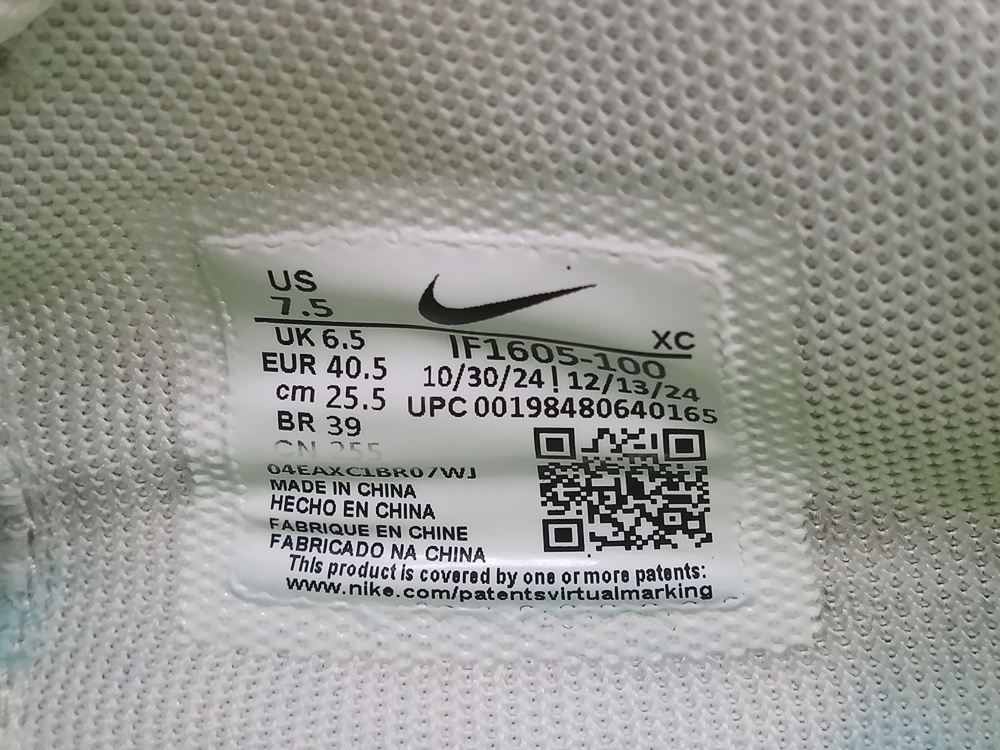 US
7.5
XC
UK 6.5
IF1605-100
EUR 40.5
10/30/24 | 12/13/24
cm 25.5
UPC 00198480640165
BR 39
CN 255
04EAXC1BR07WJ
MADE IN CHINA
HECHO EN CHINA
FABRIQUE EN CHINE
FABRICADO NA CHINA
This product is covered by one or more patents:
www.nike.com/patentsvirtualmarking